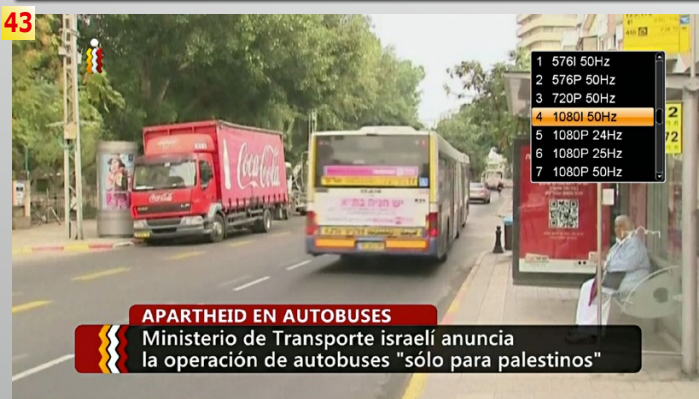 43
1 576I 50Hz
2 576P 50Hz
3 720P 50Hz
4 1080I 50Hz
5 1080P 24Hz
6 1080P 25Hz
7 1080P 50Hz
2
72
Coca-Cola
Coca-Cola
APARTHEID EN AUTOBUSES
Ministerio de Transporte israelí anuncia
la operación de autobuses "sólo para palestinos"